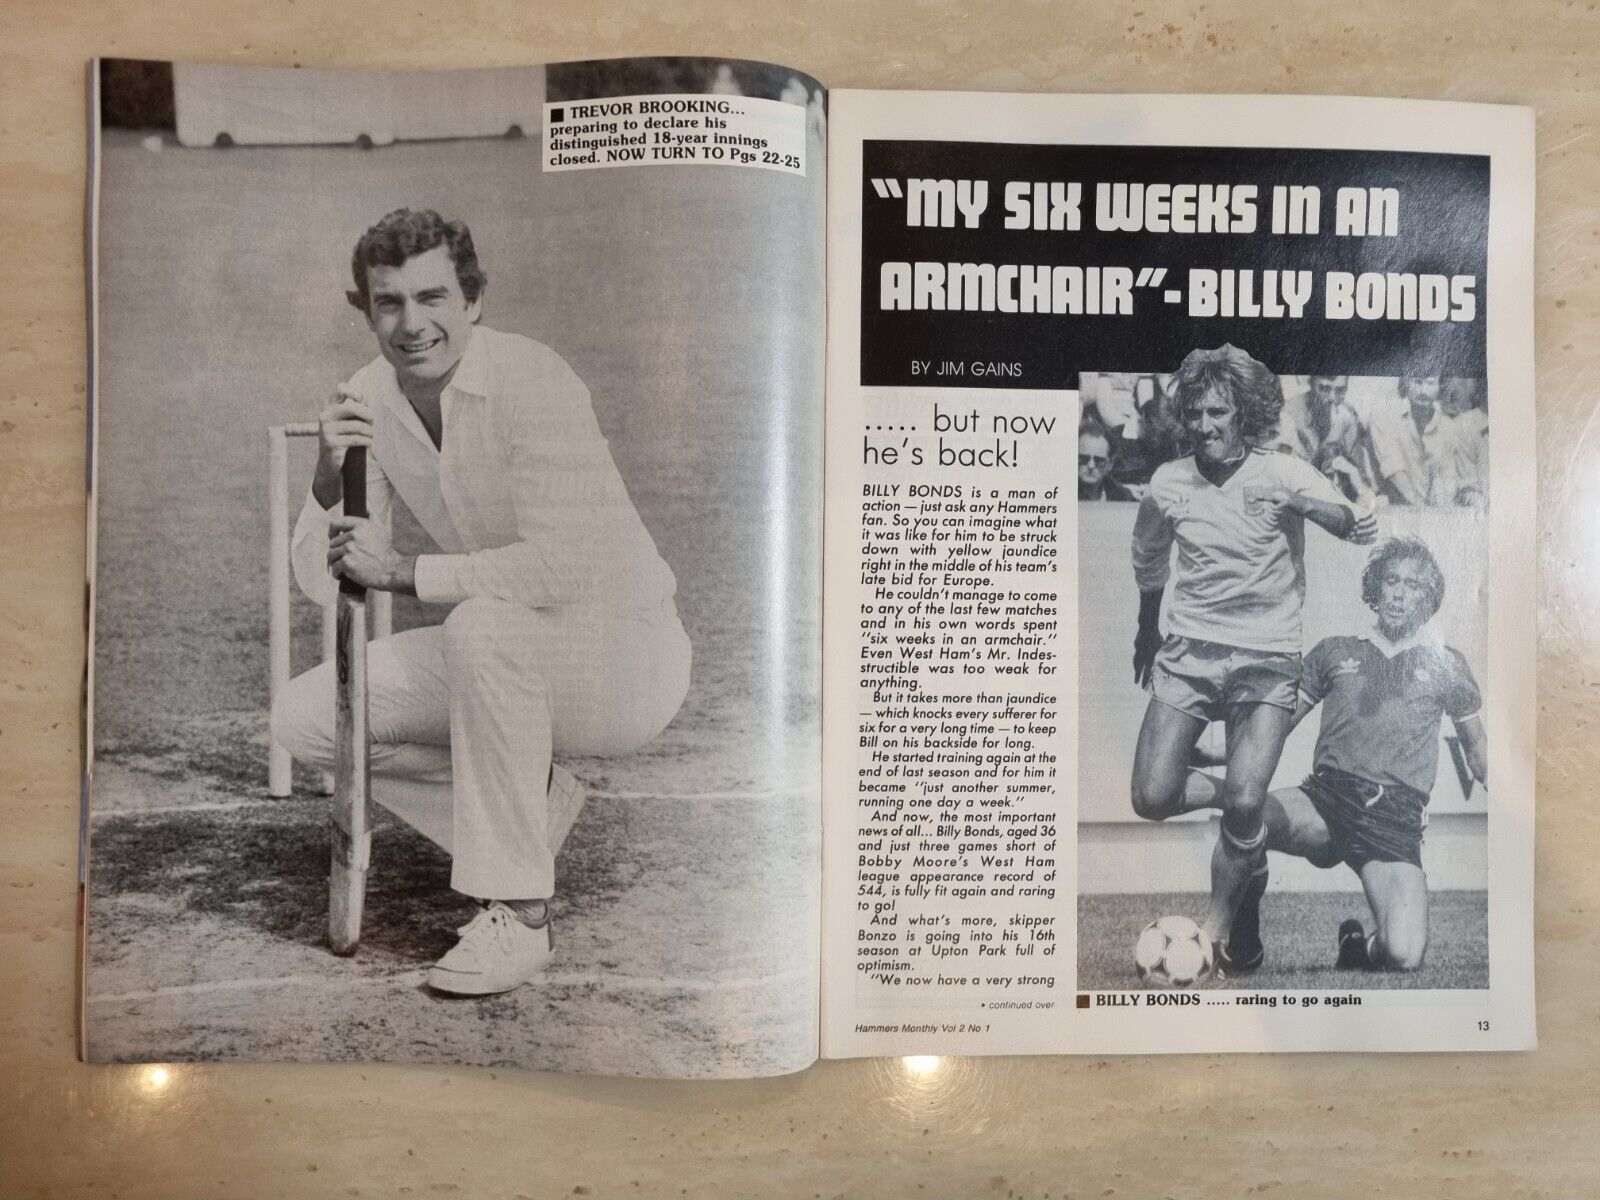 ■ TREVOR BROOKING...
preparing to declare his
distinguished 18-year innings
closed. NOW TURN TO Pgs 22-25
"MY SIX WEEKS IN AN
ARMCHAIR"-BILLY BONDS
BY JIM GAINS
..... but now
he's back!
BILLY BONDS is a man of
action — just ask any Hammers
fan. So you can imagine what
it was like for him to be struck
down with yellow jaundice
right in the middle of his team's
late bid for Europe.
He couldn't manage to come
to any of the last few matches
and in his own words spent
"six weeks in an armchair."
Even West Ham's Mr. Indes-
structible was too weak for
anything.
But it takes more than jaundice
— which knocks every sufferer for
six for a very long time — to keep
Bill on his backside for long.
He started training again at the
end of last season and for him it
became "just another summer,
running one day a week."
And now, the most important
news of all... Billy Bonds, aged 36
and just three games short of
Bobby Moore's West Ham
league appearance record of
544, is fully fit again and raring
to go!
And what's more, skipper
Bonzo is going into his 16th
season at Upton Park full of
optimism.
"We now have a very strong
• continued over
■ BILLY BONDS ..... raring to go again
Hammers Monthly Vol 2 No 1
13